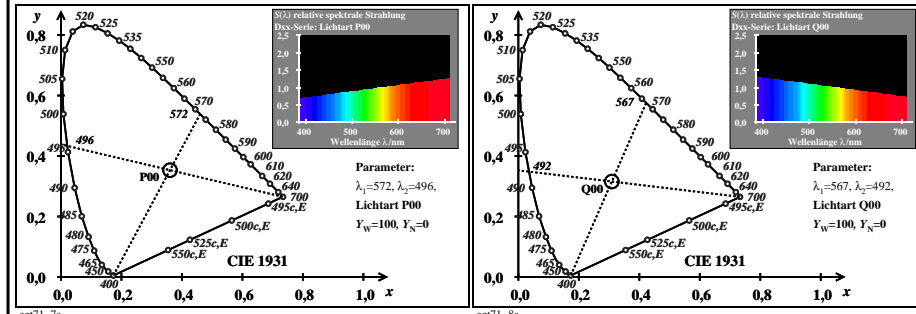 y
520
0,8
510
535
550
505
560
0,6
570
572
500
580
590
496
600
0,4
610
P00
620
640
490
700
495c,E
0,2
485
500c,E
480
525c,E
475
550c,E
465
450
CIE 1931
0,0
400
0,0 0,2 0,4 0,6 0,8 1,0
x
S(λ) relative spektrale Strahlung
Dxx-Serie: Lichtart P00
2,5
2,0
1,5
1,0
0,5
0,0
400 500 600 700
Wellenlänge λ/nm
Parameter:
λ1=572, λ2=496,
Lichtart P00
YW=100, YN=0
y
520
0,8
510
535
550
505
560
0,6
567
570
500
580
590
600
0,4
610
492
620
Q00
640
490
700
495c,E
0,2
485
500c,E
480
525c,E
475
550c,E
465
450
CIE 1931
0,0
400
0,0 0,2 0,4 0,6 0,8 1,0
x
S(λ) relative spektrale Strahlung
Dxx-Serie: Lichtart Q00
2,5
2,0
1,5
1,0
0,5
0,0
400 500 600 700
Wellenlänge λ/nm
Parameter:
λ1=567, λ2=492,
Lichtart Q00
YW=100, YN=0